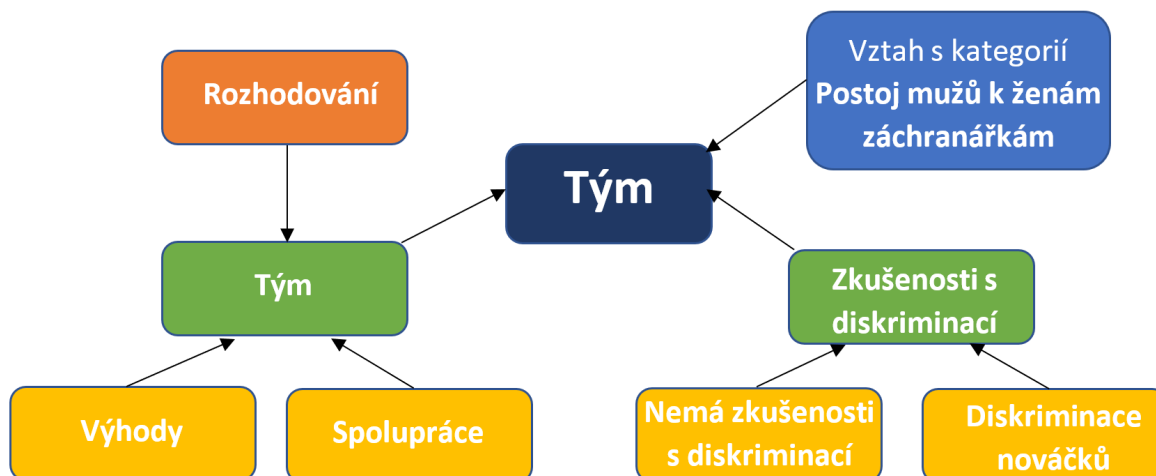 Vztah s kategorií
Postoj mužů k ženám
záchranářkám
Rozhodování
Tým
Tým
Zkušenosti s
diskriminací
Výhody
Spolupráce
Nemá zkušenosti
s diskriminací
Diskriminace
nováčků